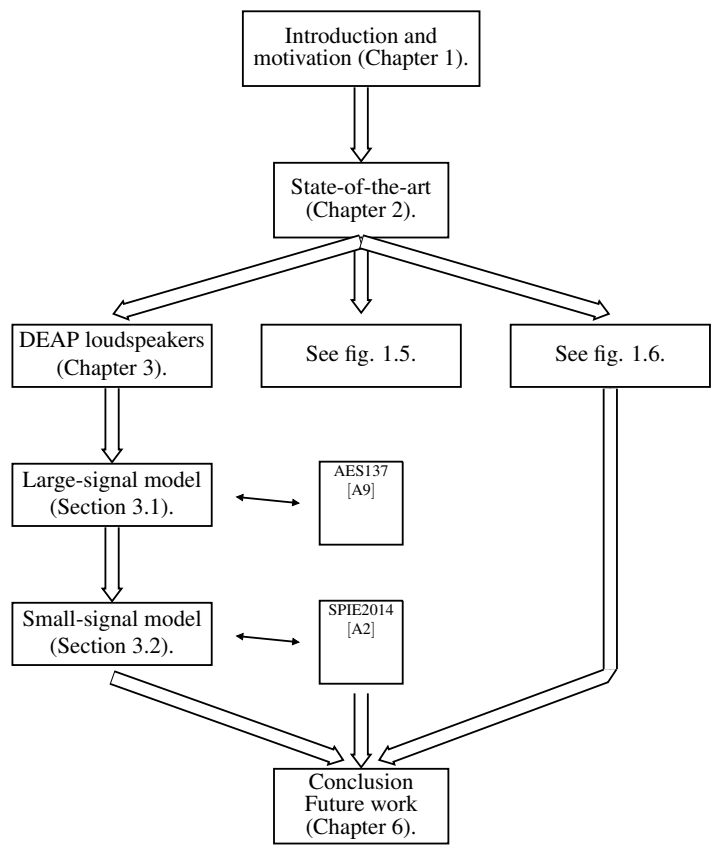 Introduction and
motivation (Chapter 1).
State-of-the-art
(Chapter 2).
DEAP loudspeakers
(Chapter 3).
See fig. 1.5.
See fig. 1.6.
Large-signal model
(Section 3.1).
AES137
[A9]
Small-signal model
(Section 3.2).
SPIE2014
[A2]
Conclusion
Future work
(Chapter 6).